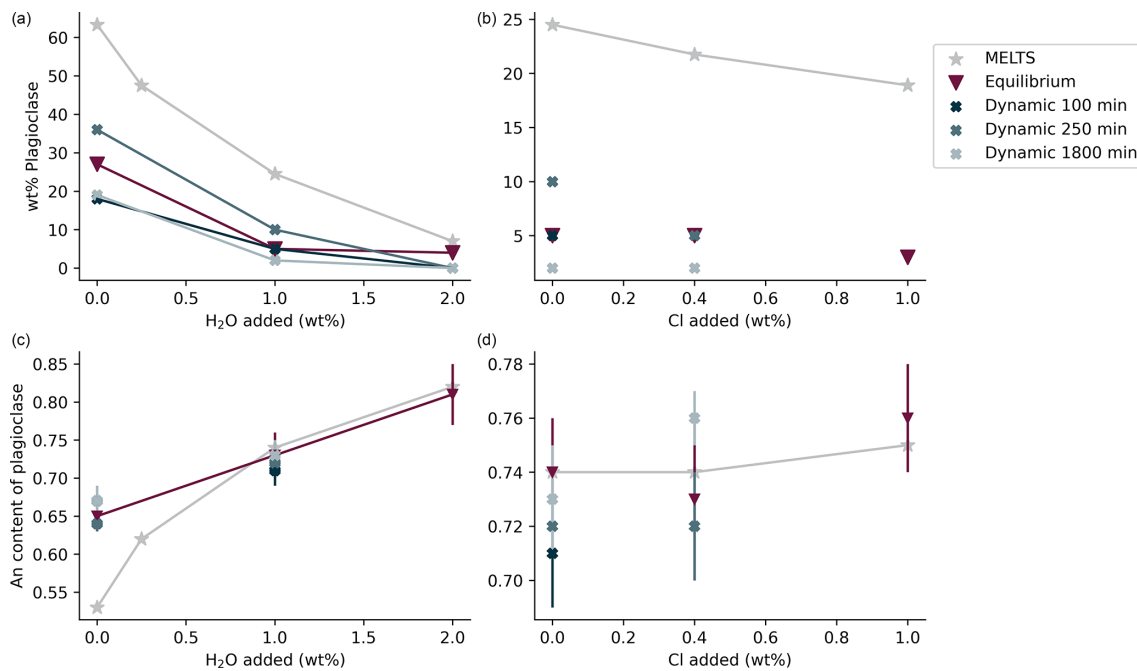 (a)
wt% Plagioclase
60
50
40
30
20
10
0
0.0 0.5 1.0 1.5 2.0
H₂O added (wt%)
(b)
25
20
15
10
5
0.0 0.2 0.4 0.6 0.8 1.0
Cl added (wt%)
MELTS
Equilibrium
Dynamic 100 min
Dynamic 250 min
Dynamic 1800 min
(c)
An content of plagioclase
0.85
0.80
0.75
0.70
0.65
0.60
0.55
0.0 0.5 1.0 1.5 2.0
H₂O added (wt%)
(d)
0.78
0.76
0.74
0.72
0.70
0.0 0.2 0.4 0.6 0.8 1.0
Cl added (wt%)